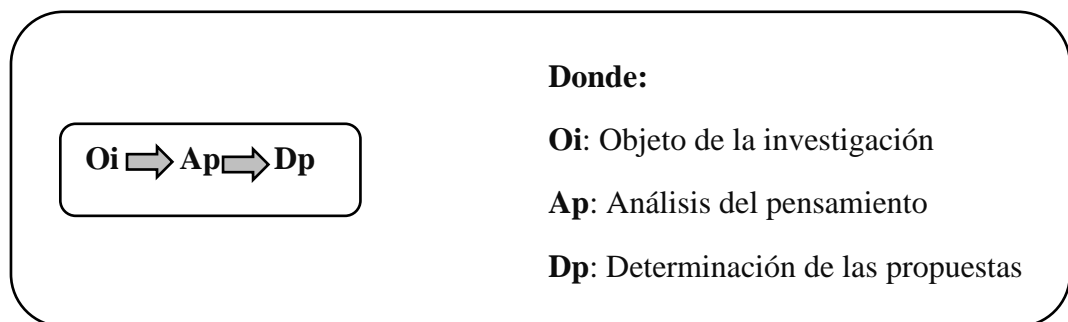 Donde:
Oi Ap Dp
Oi: Objeto de la investigación
Ap: Análisis del pensamiento
Dp: Determinación de las propuestas